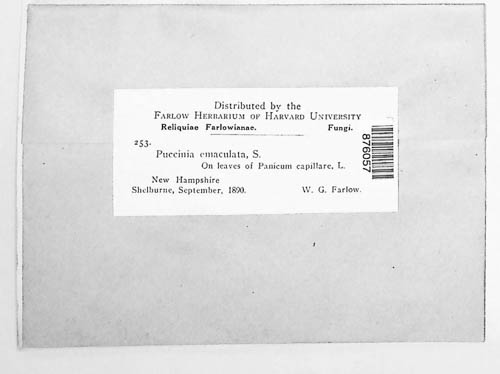 Distributed by the
FARLOW HERBARIUM OF HARVARD UNIVERSITY
Reliquiae Farlowianae. Fungi.
253.
Puccinia emaculata, S.
On leaves of Panicum capillare, L.
New Hampshire
Shelburne, September, 1890. W. G. Farlow.
876057